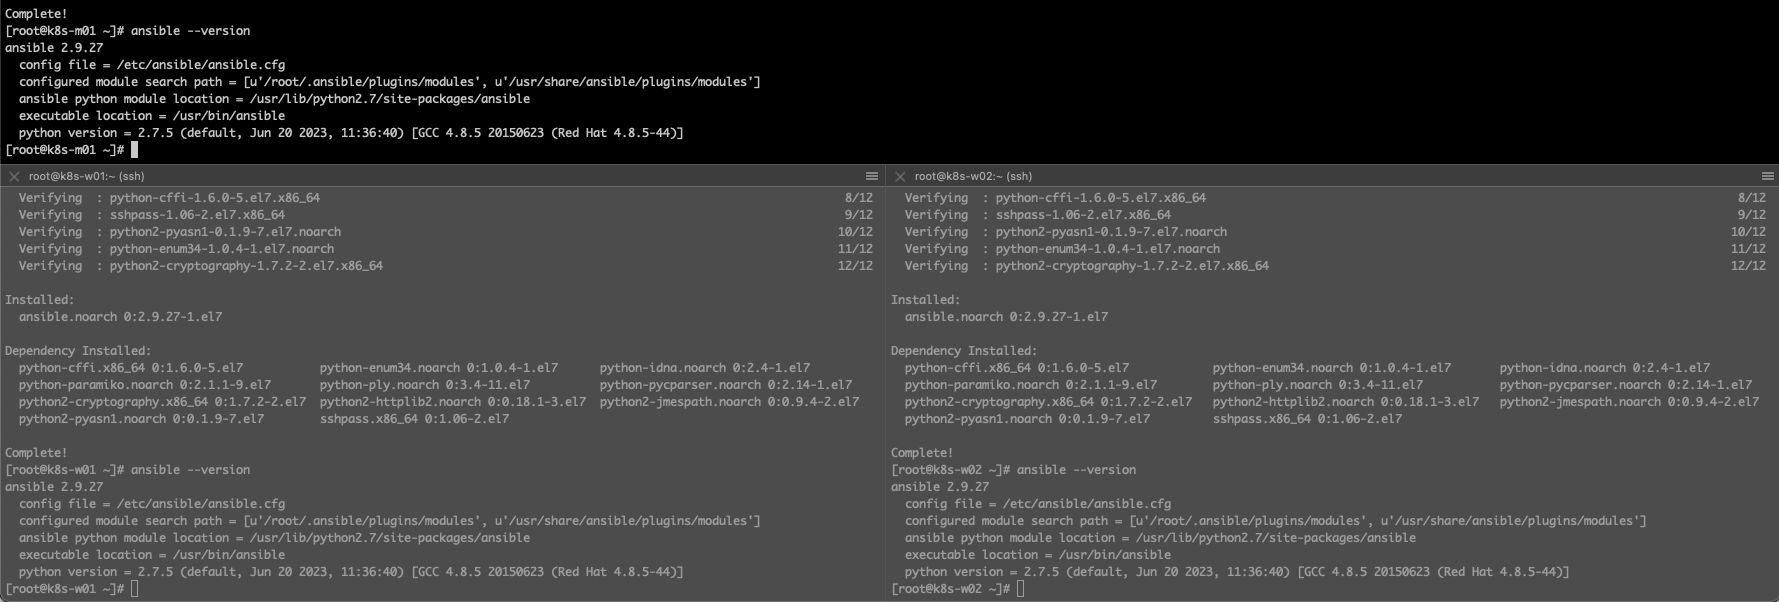 Complete!
[root@k8s-m01 ~]# ansible --version
ansible 2.9.27
  config file = /etc/ansible/ansible.cfg
  configured module search path = [u'/root/.ansible/plugins/modules', u'/usr/share/ansible/plugins/modules']
  ansible python module location = /usr/lib/python2.7/site-packages/ansible
  executable location = /usr/bin/ansible
  python version = 2.7.5 (default, Jun 20 2023, 11:36:40) [GCC 4.8.5 20150623 (Red Hat 4.8.5-44)]
[root@k8s-m01 ~]#
root@k8s-w01:~ (ssh)
  Verifying  : python-cffi-1.6.0-5.el7.x86_64 8/12
  Verifying  : sshpass-1.06-2.el7.x86_64 9/12
  Verifying  : python2-pyasn1-0.1.9-7.el7.noarch 10/12
  Verifying  : python-enum34-1.0.4-1.el7.noarch 11/12
  Verifying  : python2-cryptography-1.7.2-2.el7.x86_64 12/12
Installed:
  ansible.noarch 0:2.9.27-1.el7
Dependency Installed:
  python-cffi.x86_64 0:1.6.0-5.el7 python-enum34.noarch 0:1.0.4-1.el7 python-idna.noarch 0:2.4-1.el7
  python-paramiko.noarch 0:2.1.1-9.el7 python-ply.noarch 0:3.4-11.el7 python-pycparser.noarch 0:2.14-1.el7
  python2-cryptography.x86_64 0:1.7.2-2.el7 python2-httplib2.noarch 0:0.18.1-3.el7 python2-jmespath.noarch 0:0.9.4-2.el7
  python2-pyasn1.noarch 0:0.1.9-7.el7 sshpass.x86_64 0:1.06-2.el7
Complete!
[root@k8s-w01 ~]# ansible --version
ansible 2.9.27
  config file = /etc/ansible/ansible.cfg
  configured module search path = [u'/root/.ansible/plugins/modules', u'/usr/share/ansible/plugins/modules']
  ansible python module location = /usr/lib/python2.7/site-packages/ansible
  executable location = /usr/bin/ansible
  python version = 2.7.5 (default, Jun 20 2023, 11:36:40) [GCC 4.8.5 20150623 (Red Hat 4.8.5-44)]
[root@k8s-w01 ~]#
root@k8s-w02:~ (ssh)
  Verifying  : python-cffi-1.6.0-5.el7.x86_64 8/12
  Verifying  : sshpass-1.06-2.el7.x86_64 9/12
  Verifying  : python2-pyasn1-0.1.9-7.el7.noarch 10/12
  Verifying  : python-enum34-1.0.4-1.el7.noarch 11/12
  Verifying  : python2-cryptography-1.7.2-2.el7.x86_64 12/12
Installed:
  ansible.noarch 0:2.9.27-1.el7
Dependency Installed:
  python-cffi.x86_64 0:1.6.0-5.el7 python-enum34.noarch 0:1.0.4-1.el7 python-idna.noarch 0:2.4-1.el7
  python-paramiko.noarch 0:2.1.1-9.el7 python-ply.noarch 0:3.4-11.el7 python-pycparser.noarch 0:2.14-1.el7
  python2-cryptography.x86_64 0:1.7.2-2.el7 python2-httplib2.noarch 0:0.18.1-3.el7 python2-jmespath.noarch 0:0.9.4-2.el7
  python2-pyasn1.noarch 0:0.1.9-7.el7 sshpass.x86_64 0:1.06-2.el7
Complete!
[root@k8s-w02 ~]# ansible --version
ansible 2.9.27
  config file = /etc/ansible/ansible.cfg
  configured module search path = [u'/root/.ansible/plugins/modules', u'/usr/share/ansible/plugins/modules']
  ansible python module location = /usr/lib/python2.7/site-packages/ansible
  executable location = /usr/bin/ansible
  python version = 2.7.5 (default, Jun 20 2023, 11:36:40) [GCC 4.8.5 20150623 (Red Hat 4.8.5-44)]
[root@k8s-w02 ~]#